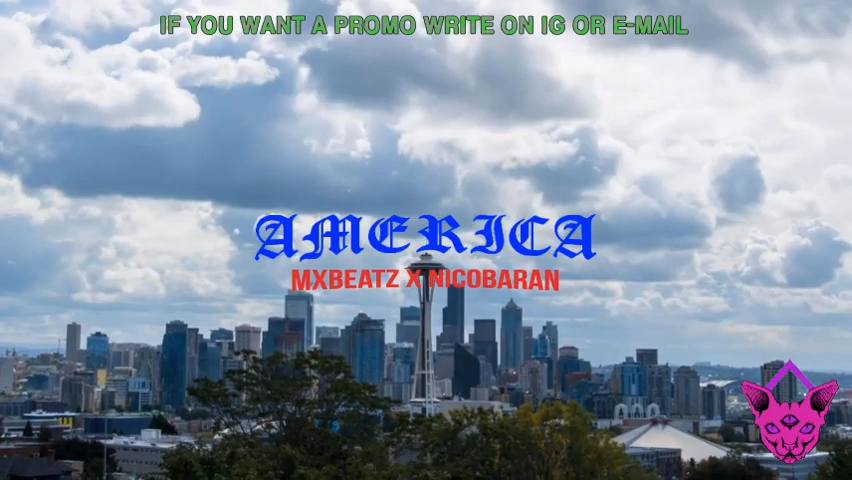 IF YOU WANT A PROMO WRITE ON IG OR E-MAIL
AMERICA
MXBEATZ X NICOBARAN